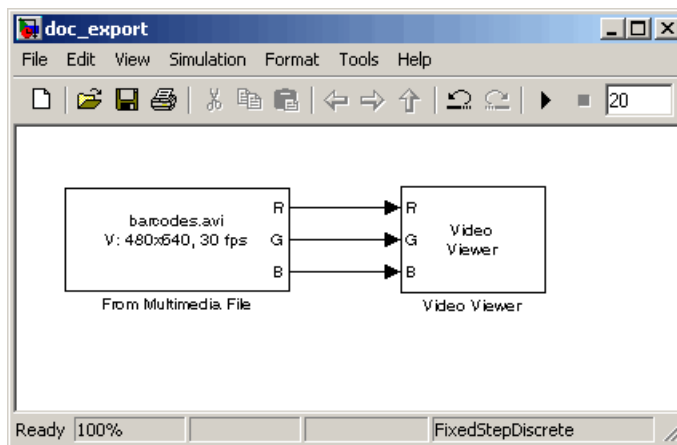 doc_export
File Edit View Simulation Format Tools Help
20
barcodes.avi
V: 480x640, 30 fps
R
G
B
R
G
B
Video
Viewer
From Multimedia File
Video Viewer
Ready 100% FixedStepDiscrete